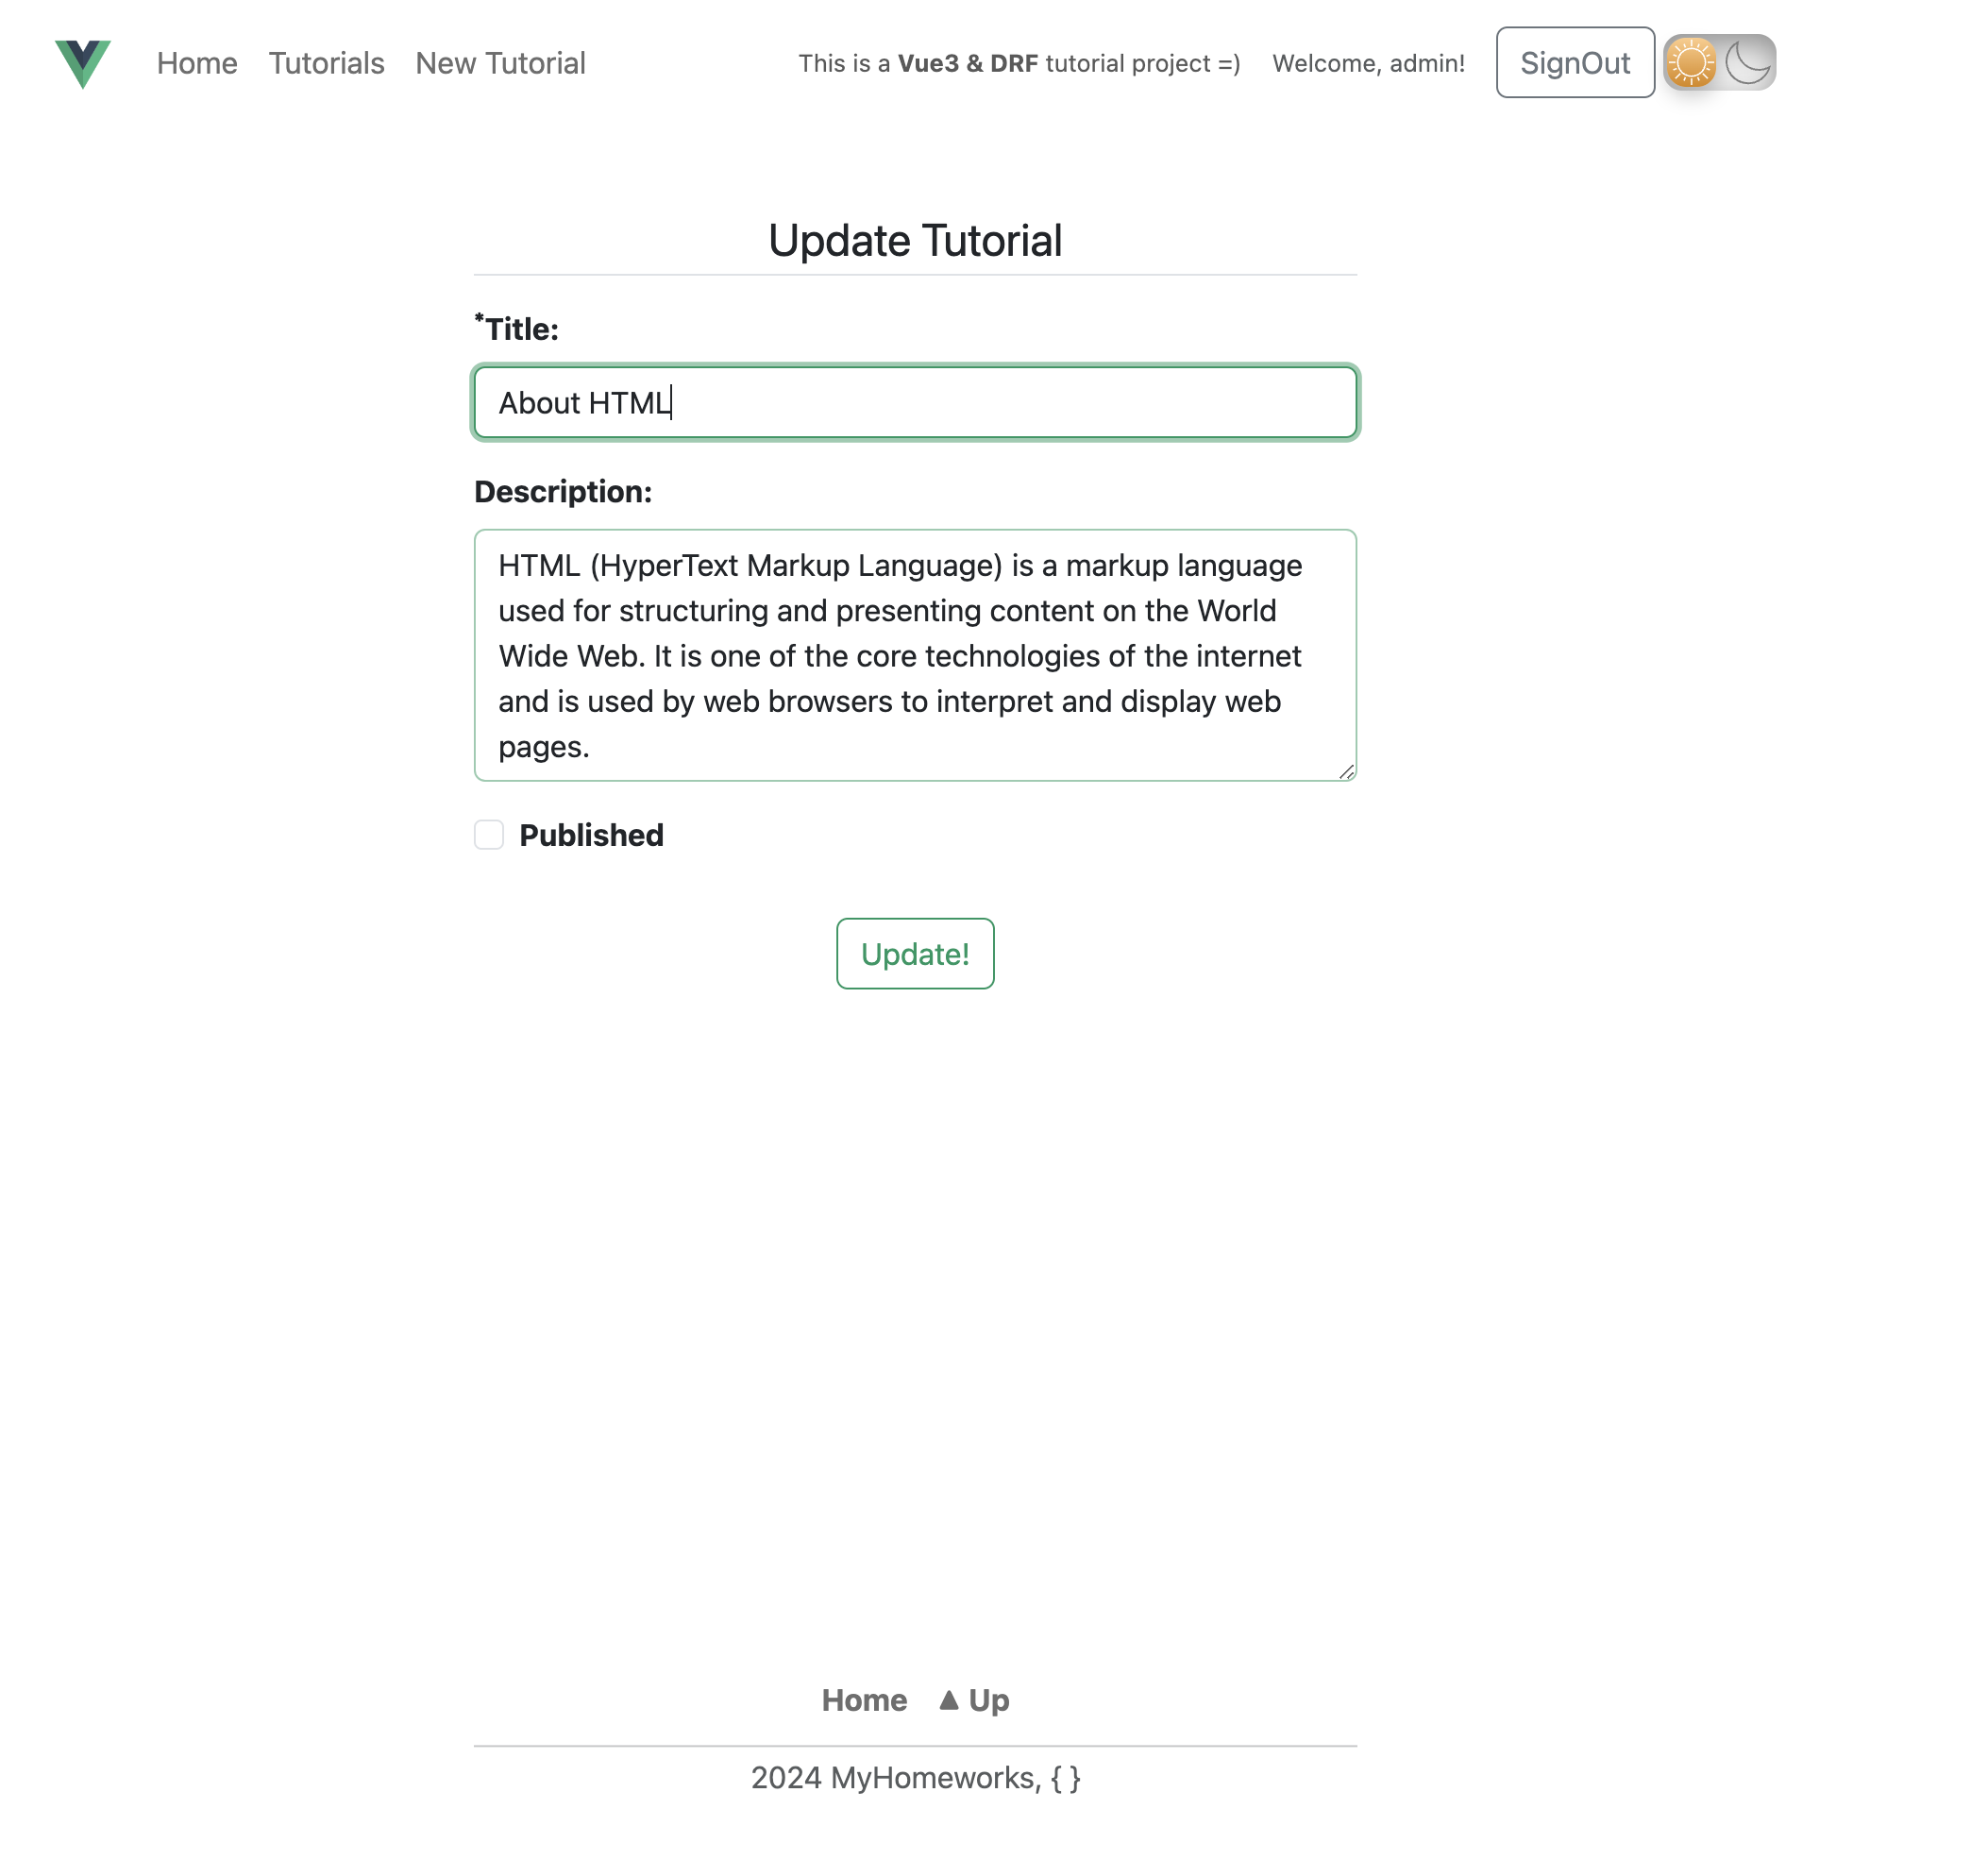 Home Tutorials New Tutorial This is a Vue3 & DRF tutorial project =) Welcome, admin! SignOut
Update Tutorial
*Title:
About HTML
Description:
HTML (HyperText Markup Language) is a markup language
used for structuring and presenting content on the World
Wide Web. It is one of the core technologies of the internet
and is used by web browsers to interpret and display web
pages.
Published
Update!
Home ▲ Up
2024 MyHomeworks, { }